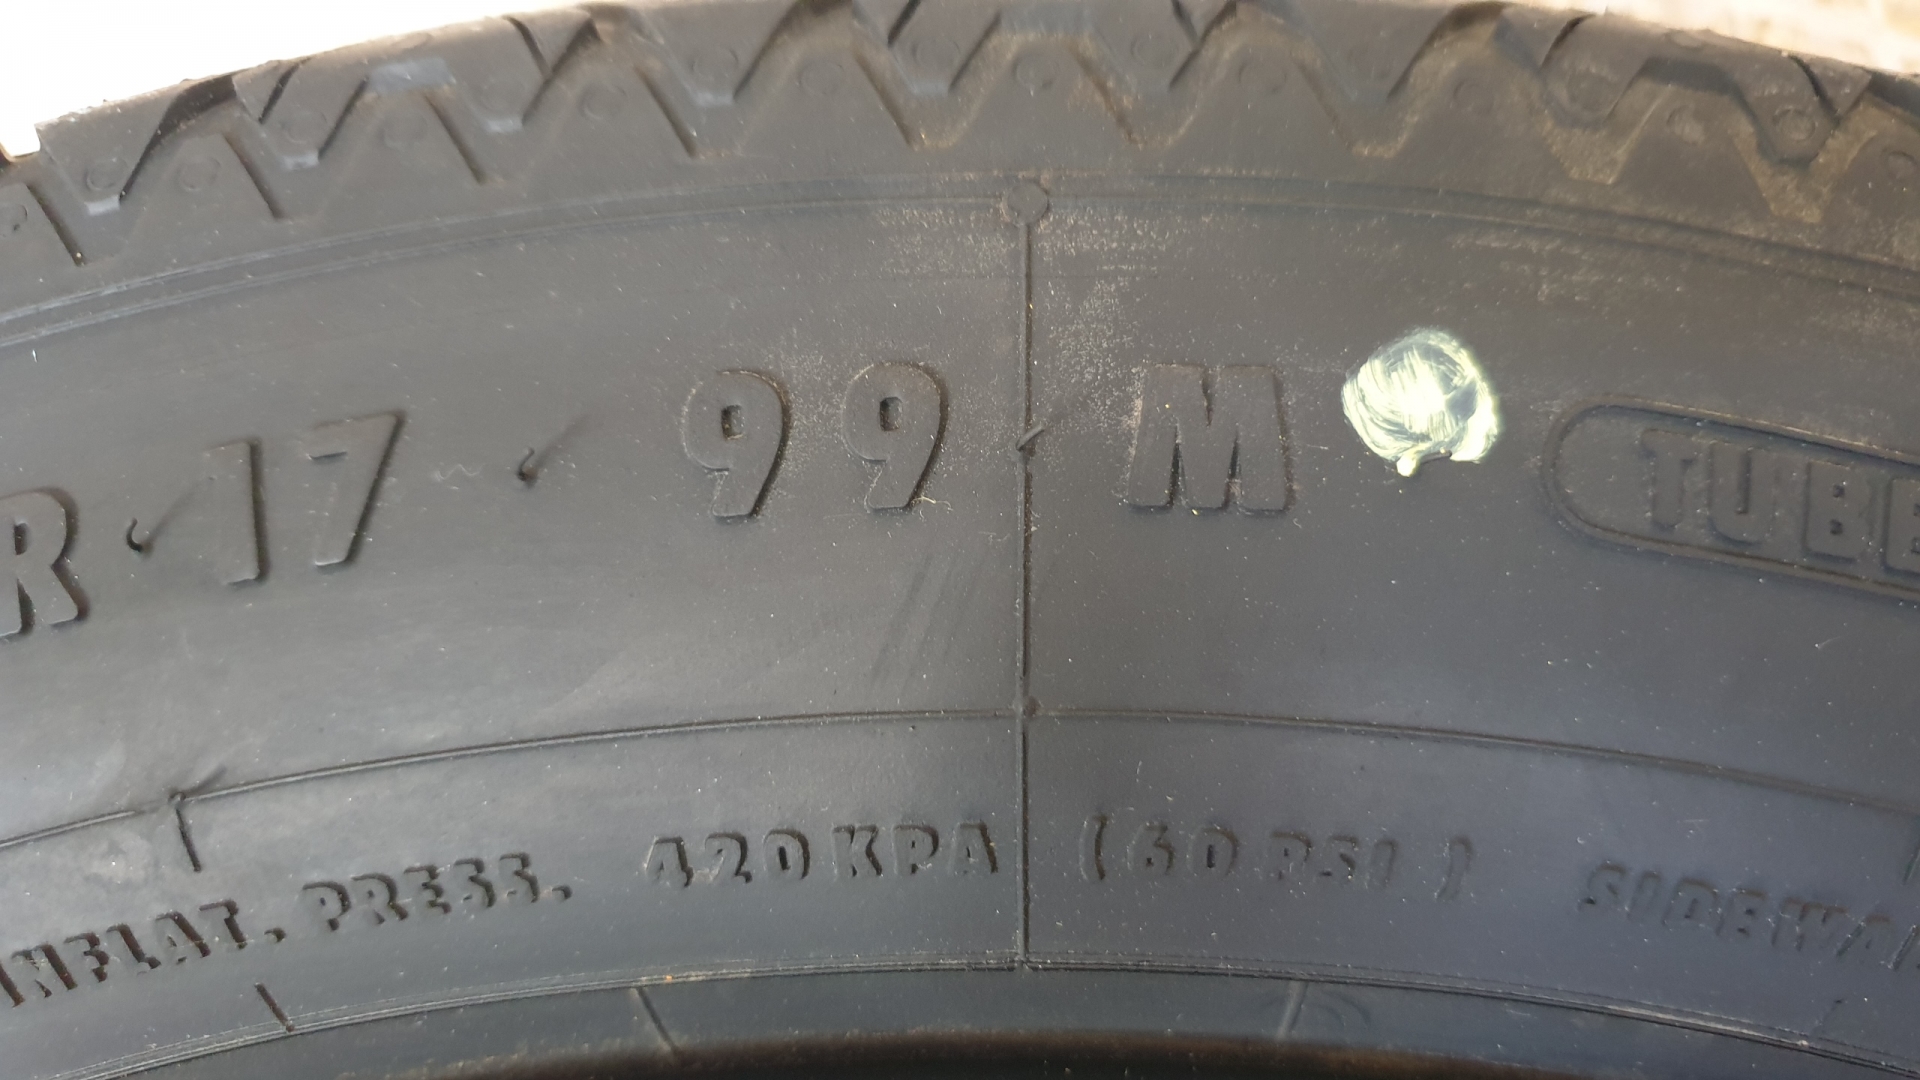 R 17 99 M TUBE
INFLAT. PRESS. 420 KPA (60 PSI) SIDEWA